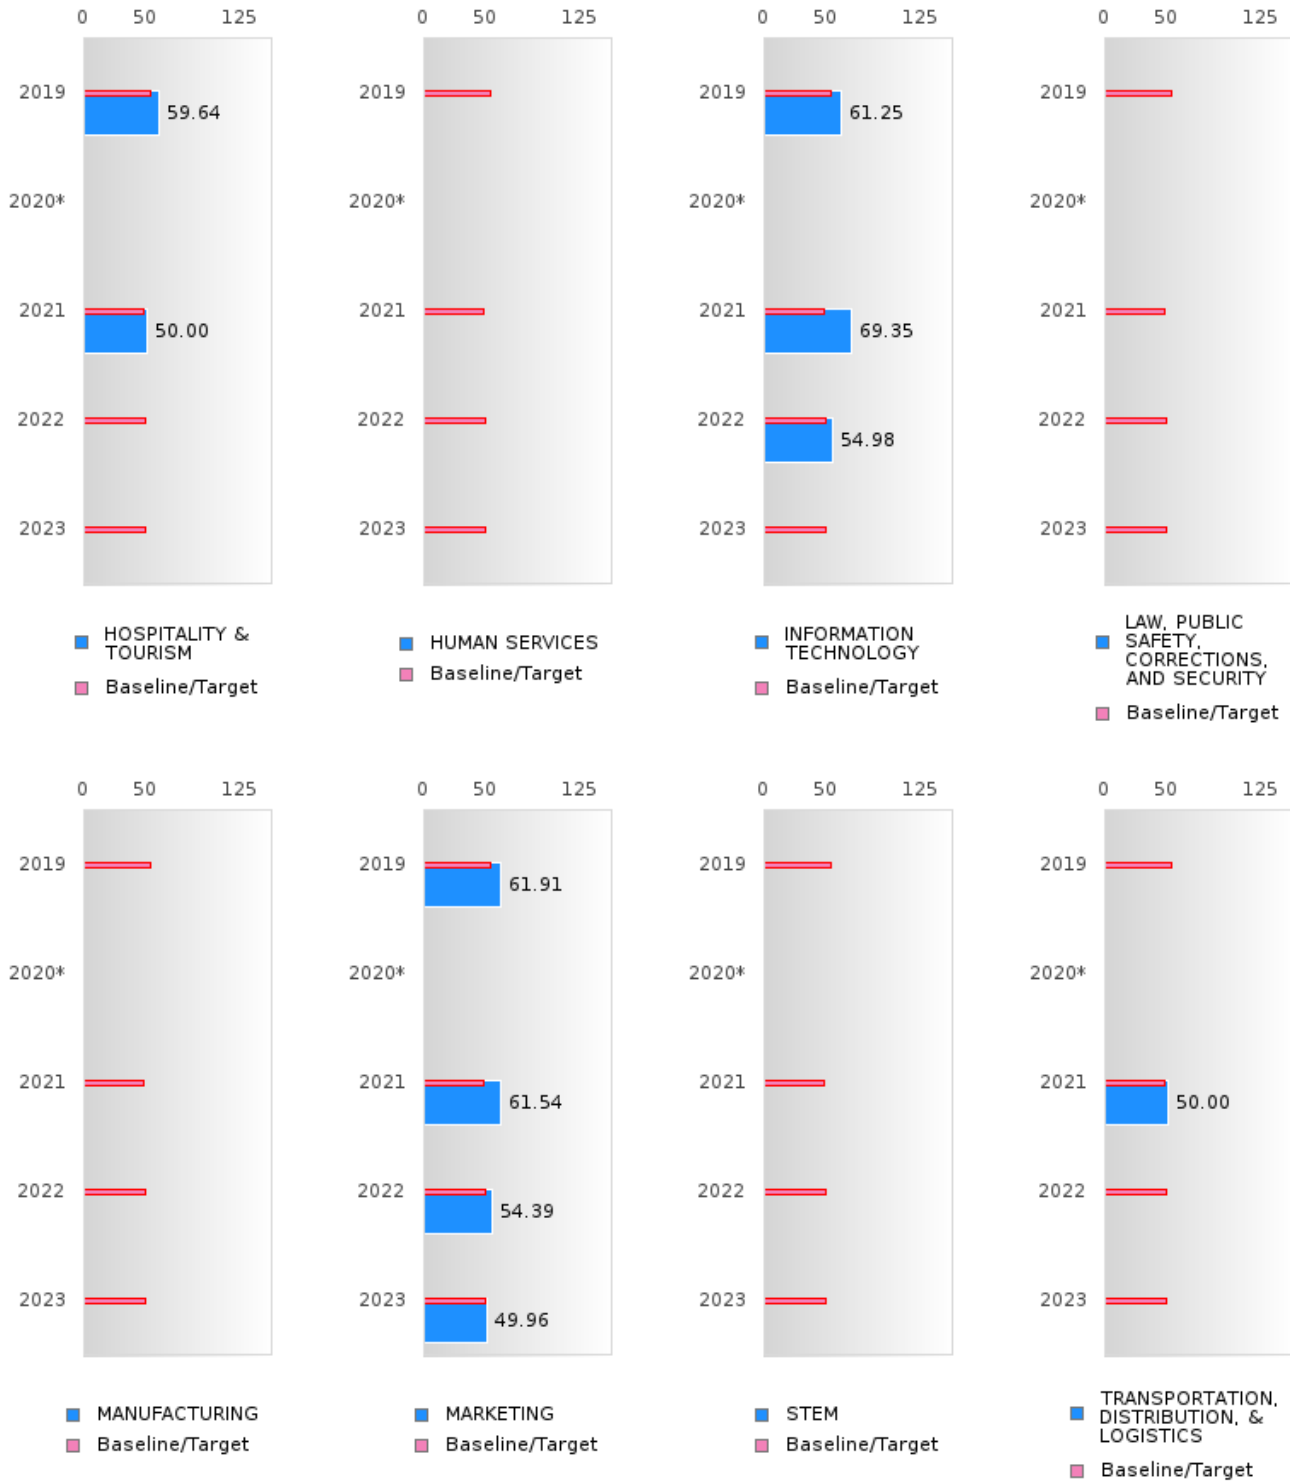 0 50 125
2019
59.64
2020*
2021
50.00
2022
2023
HOSPITALITY &
TOURISM
Baseline/Target
0 50 125
2019
2020*
2021
2022
2023
HUMAN SERVICES
Baseline/Target
0 50 125
2019
61.25
2020*
2021
69.35
2022
54.98
2023
INFORMATION
TECHNOLOGY
Baseline/Target
0 50 125
2019
2020*
2021
2022
2023
LAW, PUBLIC
SAFETY,
CORRECTIONS,
AND SECURITY
Baseline/Target
0 50 125
2019
2020*
2021
2022
2023
MANUFACTURING
Baseline/Target
0 50 125
2019
61.91
2020*
2021
61.54
2022
54.39
2023
49.96
MARKETING
Baseline/Target
0 50 125
2019
2020*
2021
2022
2023
STEM
Baseline/Target
0 50 125
2019
2020*
2021
50.00
2022
2023
TRANSPORTATION,
DISTRIBUTION, &
LOGISTICS
Baseline/Target